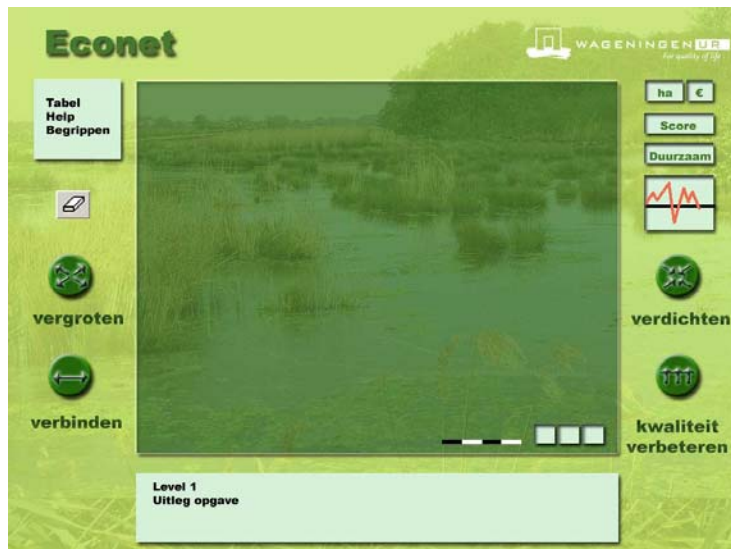 Econet
WAGENINGEN UR
For quality of life
Tabel
Help
Begrippen
ha
€
Score
Duurzaam
vergroten
verdichten
verbinden
kwaliteit
verbeteren
Level 1
Uitleg opgave